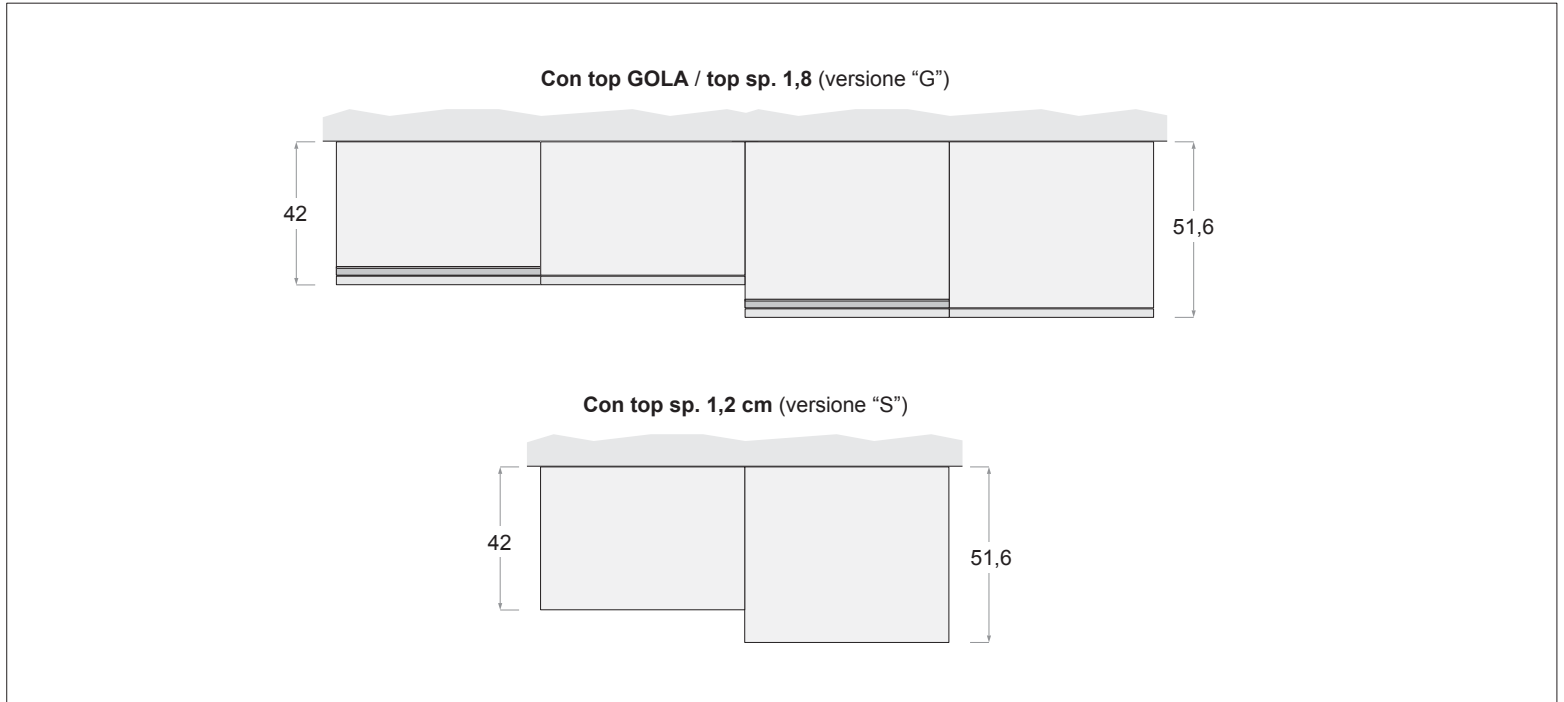 Con top GOLA / top sp. 1,8 (versione “G”)
42
51,6
Con top sp. 1,2 cm (versione “S”)
42
51,6